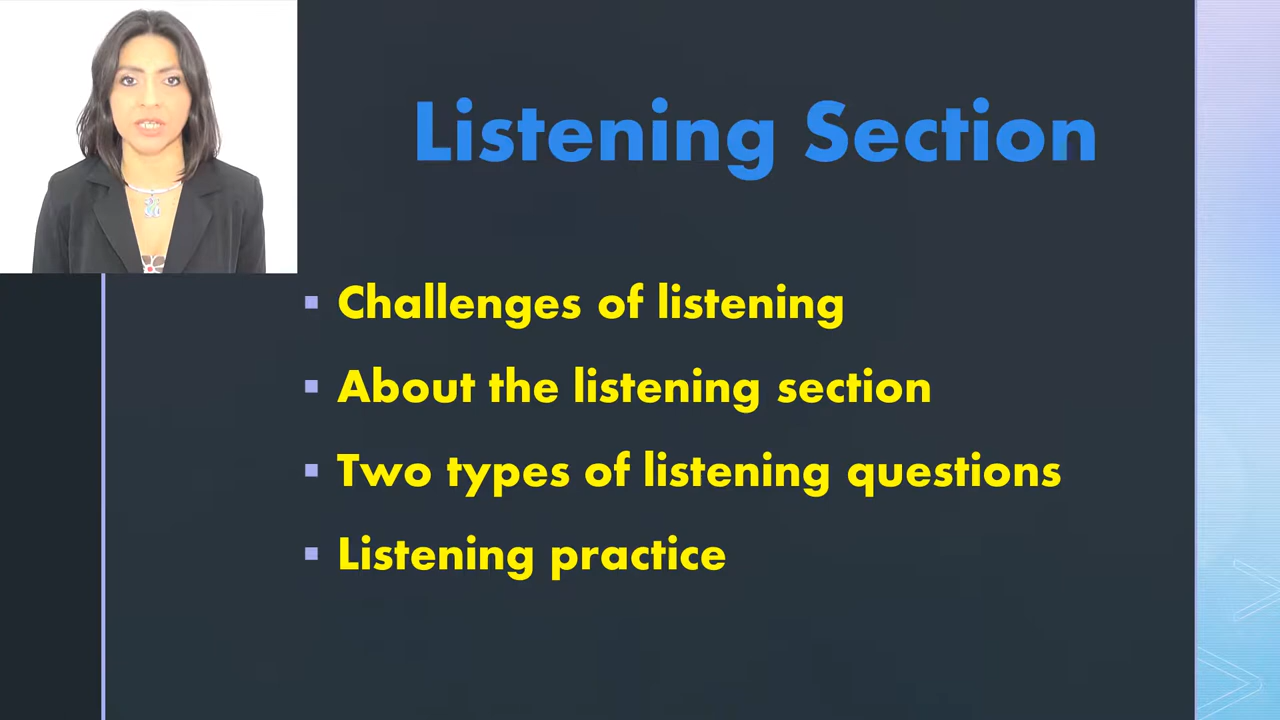 Listening Section
Challenges of listening
About the listening section
Two types of listening questions
Listening practice